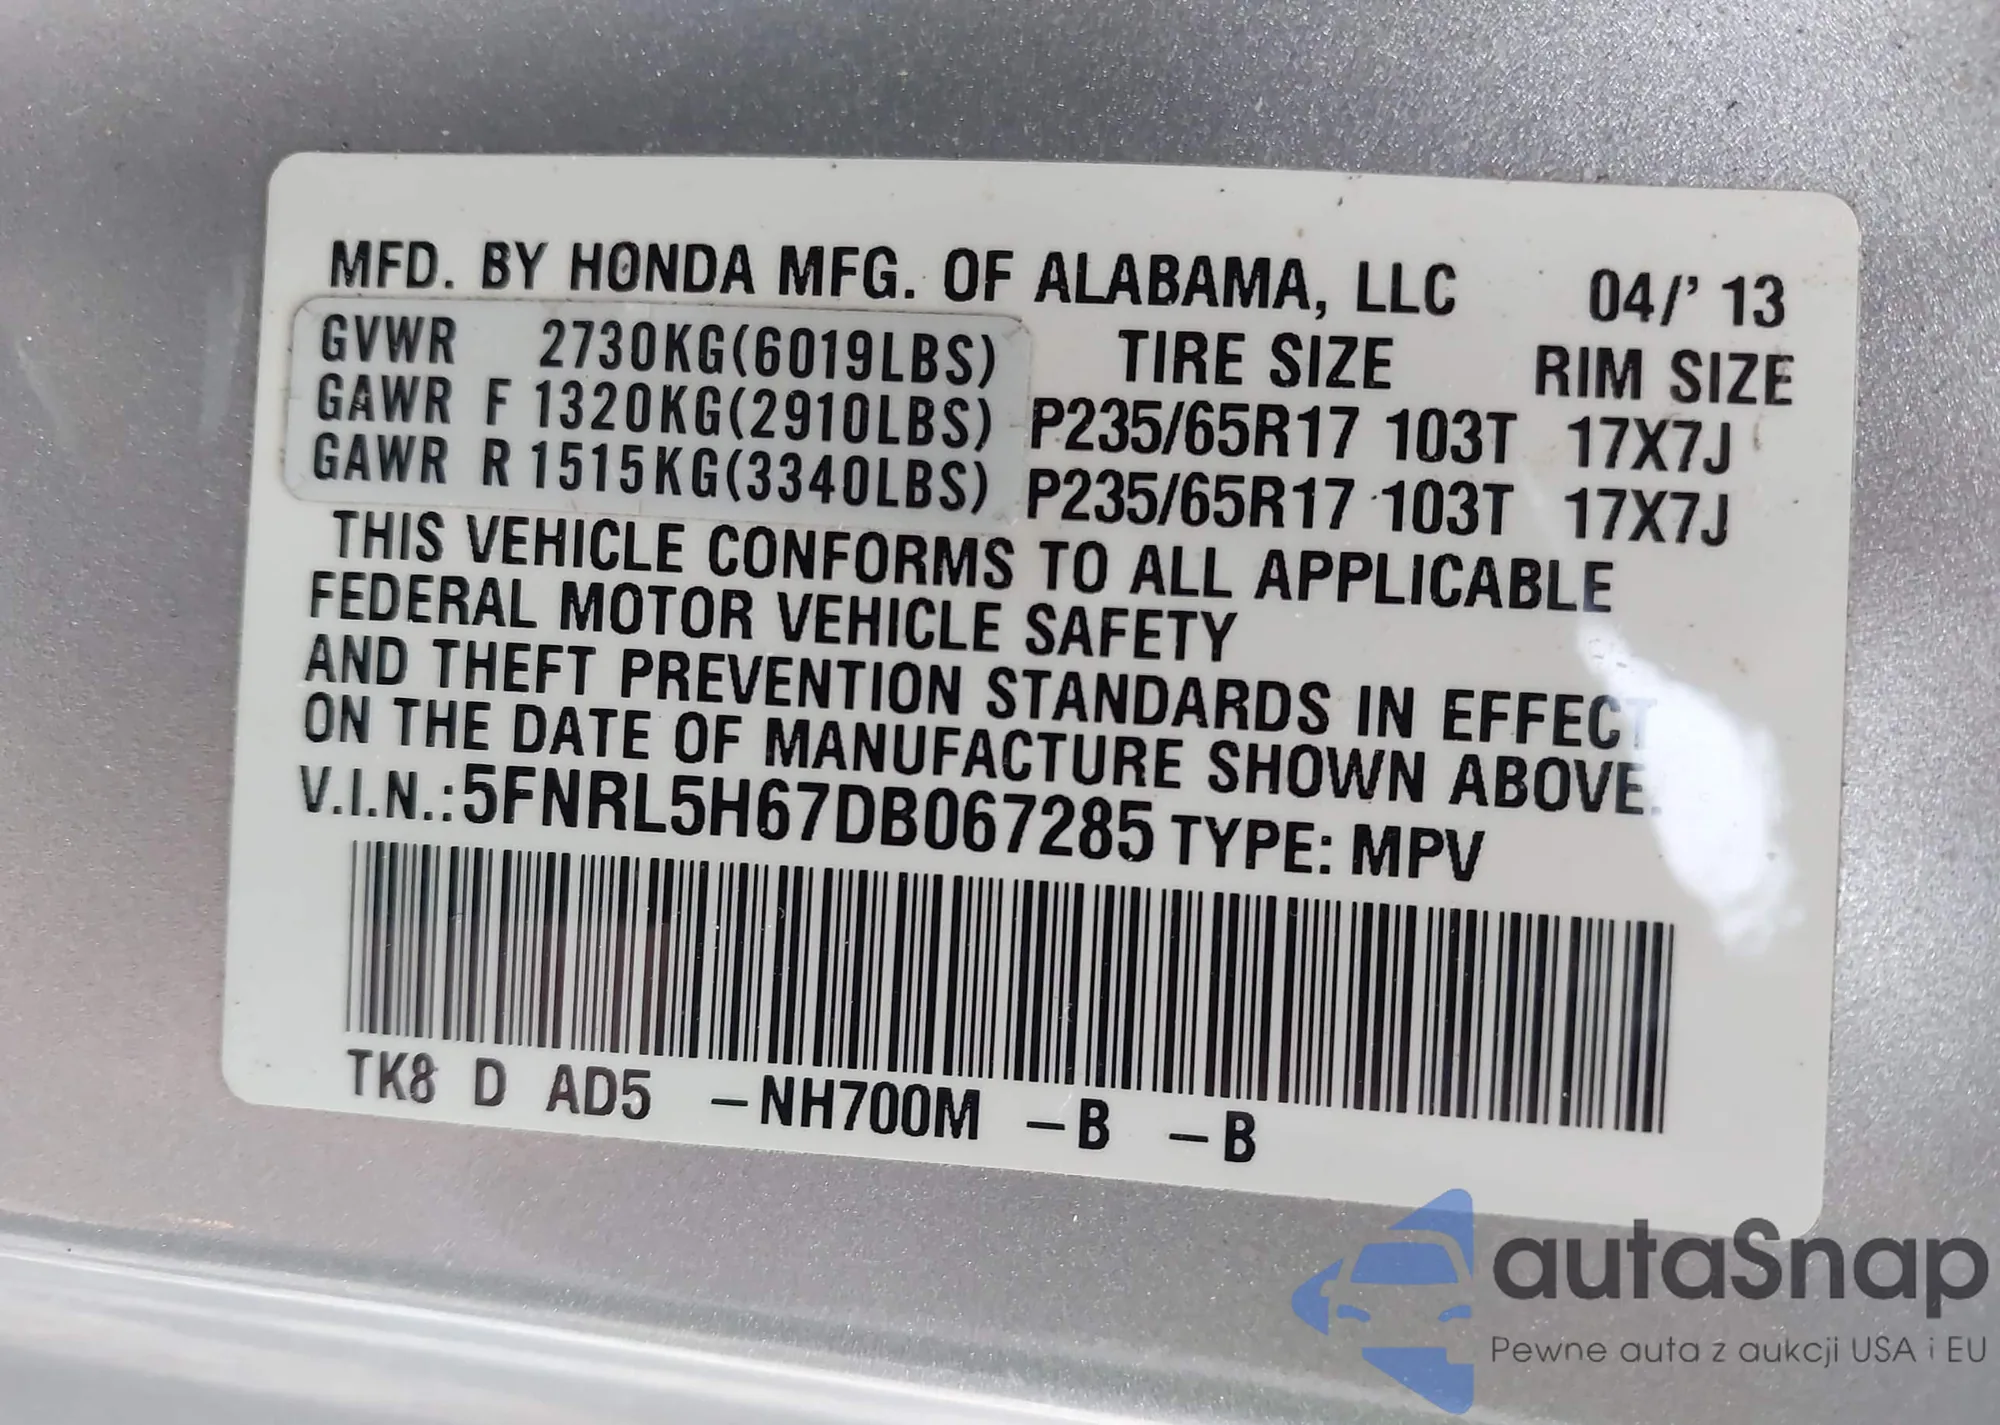 MFD. BY HONDA MFG. OF ALABAMA, LLC 04/' 13
GVWR 2730KG(6019LBS) TIRE SIZE RIM SIZE
GAWR F 1320KG(2910LBS) P235/65R17 103T 17X7J
GAWR R 1515KG(3340LBS) P235/65R17 103T 17X7J
THIS VEHICLE CONFORMS TO ALL APPLICABLE
FEDERAL MOTOR VEHICLE SAFETY
AND THEFT PREVENTION STANDARDS IN EFFECT
ON THE DATE OF MANUFACTURE SHOWN ABOVE.
V.I.N.:5FNRL5H67DB067285 TYPE: MPV
TK8 D AD5 -NH700M -B -B
autaSnap
Pewne auta z aukcji USA i EU